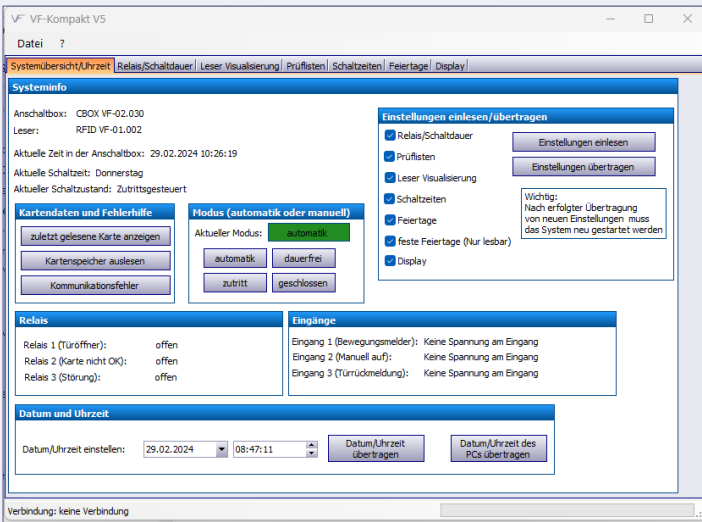 VF VF-Kompakt V5
Datei ?
Systemübersicht/Uhrzeit Relais/Schaltdauer Leser Visualisierung Prüflisten Schaltzeiten Feiertage Display
Systeminfo
Anschaltbox: CBOX VF-02.030
Leser: RFID VF-01.002
Aktuelle Zeit in der Anschaltbox: 29.02.2024 10:26:19
Aktuelle Schaltzeit: Donnerstag
Aktueller Schaltzustand: Zutrittsgesteuert
Einstellungen einlesen/übertragen
Relais/Schaltdauer
Prüflisten
Leser Visualisierung
Schaltzeiten
Feiertage
feste Feiertage (Nur lesbar)
Display
Einstellungen einlesen
Einstellungen übertragen
Wichtig:
Nach erfolgter Übertragung
von neuen Einstellungen muss
das System neu gestartet werden
Kartendaten und Fehlerhilfe
zuletzt gelesene Karte anzeigen
Kartenspeicher auslesen
Kommunikationsfehler
Modus (automatik oder manuell)
Aktueller Modus: automatik
automatik dauerfrei
zutritt geschlossen
Relais
Relais 1 (Türöffner): offen
Relais 2 (Karte nicht OK): offen
Relais 3 (Störung): offen
Eingänge
Eingang 1 (Bewegungsmelder): Keine Spannung am Eingang
Eingang 2 (Manuell auf): Keine Spannung am Eingang
Eingang 3 (Türrückmeldung): Keine Spannung am Eingang
Datum und Uhrzeit
Datum/Uhrzeit einstellen: 29.02.2024 08:47:11
Datum/Uhrzeit
übertragen
Datum/Uhrzeit des
PCs übertragen
Verbindung: keine Verbindung